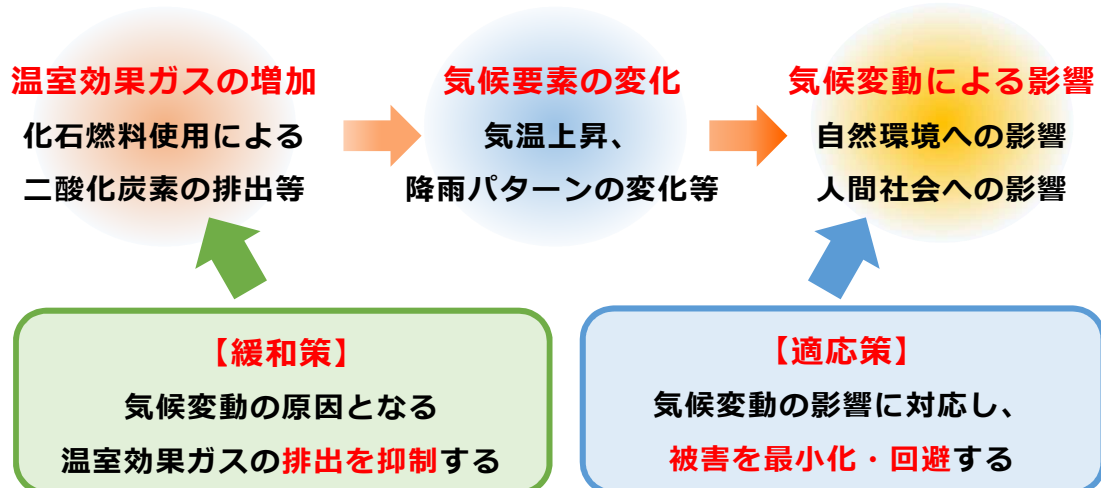 温室効果ガスの増加
化石燃料使用による
二酸化炭素の排出等
気候要素の変化
気温上昇、
降雨パターンの変化等
気候変動による影響
自然環境への影響
人間社会への影響
【緩和策】
気候変動の原因となる
温室効果ガスの排出を抑制する
【適応策】
気候変動の影響に対応し、
被害を最小化・回避する